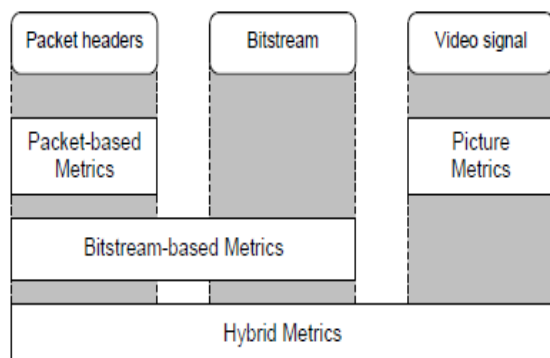 Packet headers
Bitstream
Video signal
Packet-based
Metrics
Picture
Metrics
Bitstream-based Metrics
Hybrid Metrics